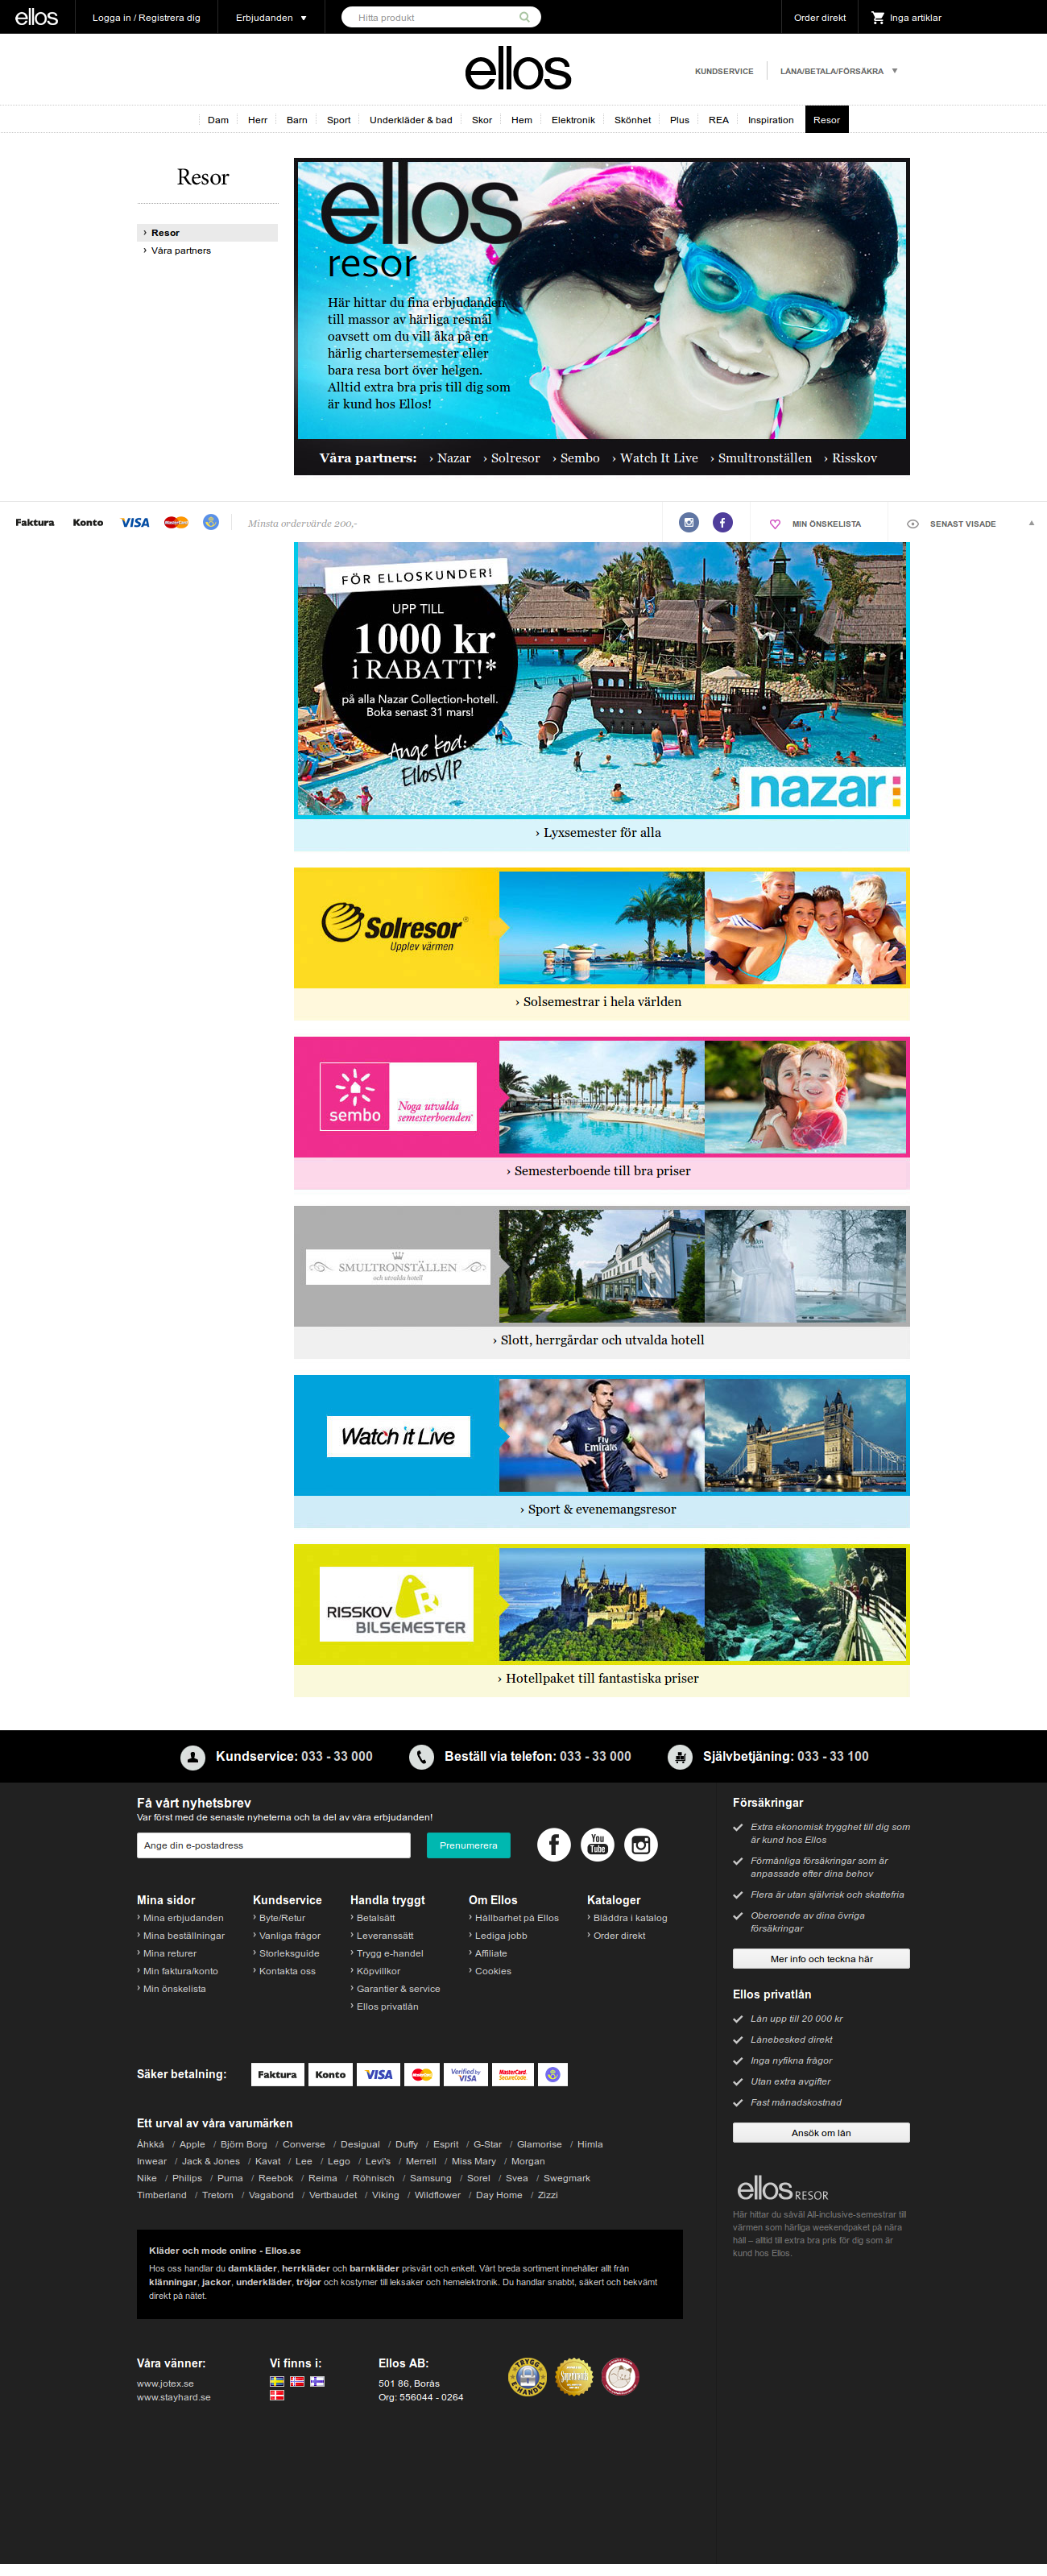 ellos Logga in / Registrera dig Erbjudanden Hitta produkt Order direkt Inga artiklar
ellos
KUNDSERVICE LÅNA/BETALA/FÖRSÄKRA
Dam Herr Barn Sport Underkläder & bad Skor Hem Elektronik Skönhet Plus REA Inspiration Resor
Resor
› Resor
› Våra partners
ellos
resor
Här hittar du fina erbjudanden
till massor av härliga resmål
oavsett om du vill åka på en
härlig chartersemester eller
bara resa bort över helgen.
Alltid extra bra pris till dig som
är kund hos Ellos!
Våra partners: › Nazar › Solresor › Sembo › Watch It Live › Smultronställen › Risskov
Faktura Konto VISA MasterCard Minsta ordervärde 200,- MIN ÖNSKELISTA SENAST VISADE
FÖR ELLOSKUNDER!
UPP TILL
1000 kr
i RABATT!*
på alla Nazar Collection-hotell.
Boka senast 31 mars!
Ange kod:
EllosVIP
nazar
› Lyxsemester för alla
Solresor
Upplev värmen
› Solsemestrar i hela världen
sembo
Noga utvalda
semesterboenden
› Semesterboende till bra priser
SMULTRONSTÄLLEN
och utvalda hotell
› Slott, herrgårdar och utvalda hotell
Watch it Live
Fly
Emirates
› Sport & evenemangsresor
RISSKOV
BILSEMESTER
› Hotellpaket till fantastiska priser
Kundservice: 033 - 33 000 Beställ via telefon: 033 - 33 000 Självbetjäning: 033 - 33 100
Få vårt nyhetsbrev
Var först med de senaste nyheterna och ta del av våra erbjudanden!
Ange din e-postadress Prenumerera You Tube
Mina sidor
› Mina erbjudanden
› Mina beställningar
› Mina returer
› Min faktura/konto
› Min önskelista
Kundservice
› Byte/Retur
› Vanliga frågor
› Storleksguide
› Kontakta oss
Handla tryggt
› Betalsätt
› Leveranssätt
› Trygg e-handel
› Köpvillkor
› Garantier & service
› Ellos privatlån
Om Ellos
› Hållbarhet på Ellos
› Lediga jobb
› Affiliate
› Cookies
Kataloger
› Bläddra i katalog
› Order direkt
Säker betalning: Faktura Konto VISA MasterCard Verified by VISA MasterCard SecureCode
Ett urval av våra varumärken
Åhkká / Apple / Björn Borg / Converse / Desigual / Duffy / Esprit / G-Star / Glamorise / Himla
Inwear / Jack & Jones / Kavat / Lee / Lego / Levi's / Merrell / Miss Mary / Morgan
Nike / Philips / Puma / Reebok / Reima / Röhnisch / Samsung / Sorel / Svea / Swegmark
Timberland / Tretorn / Vagabond / Vertbaudet / Viking / Wildflower / Day Home / Zizzi
Kläder och mode online - Ellos.se
Hos oss handlar du damkläder, herrkläder och barnkläder prisvärt och enkelt. Vårt breda sortiment innehåller allt från
klänningar, jackor, underkläder, tröjor och kostymer till leksaker och hemelektronik. Du handlar snabbt, säkert och bekvämt
direkt på nätet.
Våra vänner:
www.jotex.se
www.stayhard.se
Vi finns i:
Ellos AB:
501 86, Borås
Org: 556044 - 0264
Försäkringar
Extra ekonomisk trygghet till dig som
är kund hos Ellos
Förmånliga försäkringar som är
anpassade efter dina behov
Flera är utan självrisk och skattefria
Oberoende av dina övriga
försäkringar
Mer info och teckna här
Ellos privatlån
Lån upp till 20 000 kr
Lånebesked direkt
Inga nyfikna frågor
Utan extra avgifter
Fast månadskostnad
Ansök om lån
ellos RESOR
Här hittar du såväl All-inclusive-semestrar till
värmen som härliga weekendpaket på nära
håll – alltid till extra bra pris för dig som är
kund hos Ellos.